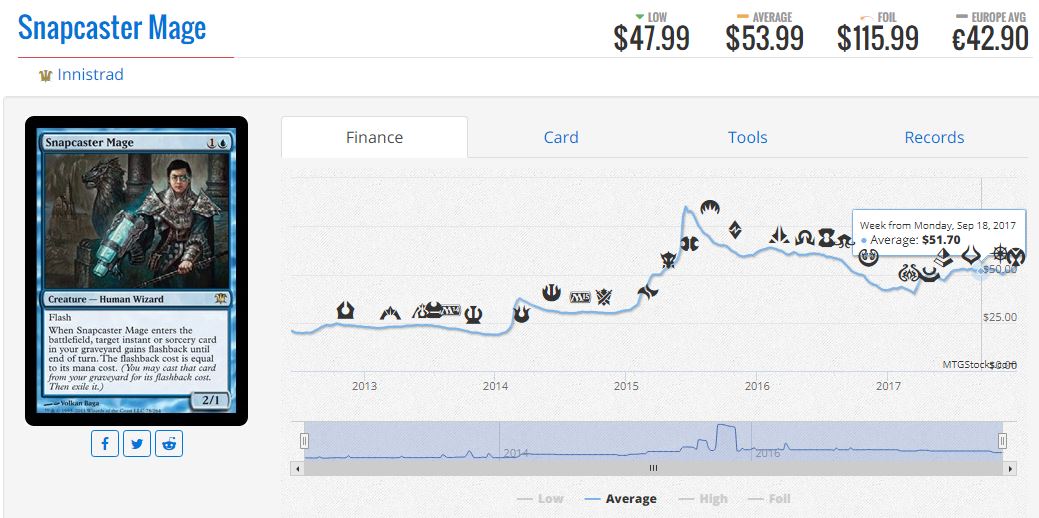 Snapcaster Mage
LOW
AVERAGE
FOIL
EUROPE AVG
$47.99
$53.99
$115.99
€42.90
Innistrad
Snapcaster Mage
1
Creature — Human Wizard
Flash
When Snapcaster Mage enters the
battlefield, target instant or sorcery card
in your graveyard gains flashback until
end of turn. The flashback cost is equal
to its mana cost. (You may cast that card
from your graveyard for its flashback cost.
Then exile it.)
2/1
Volkan Baga
Finance
Card
Tools
Records
Week from Monday, Sep 18, 2017
Average: $51.70
$50.00
$25.00
MTGStocks.com
$0.00
M14
M15
2013
2014
2015
2016
2017
2014
2016
Low
Average
High
Foil